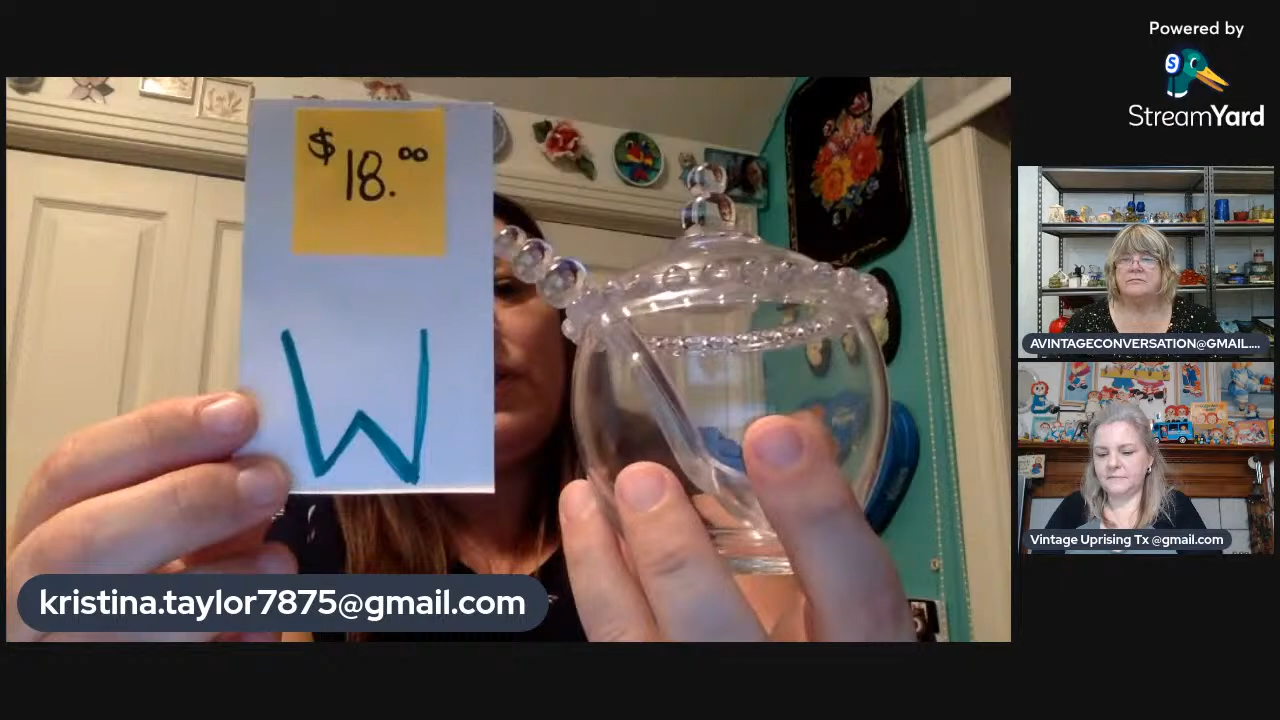 Powered by
S
StreamYard
$18.00
W
kristina.taylor7875@gmail.com
AVINTAGECONVERSATION@GMAIL....
Vintage Uprising Tx @gmail.com